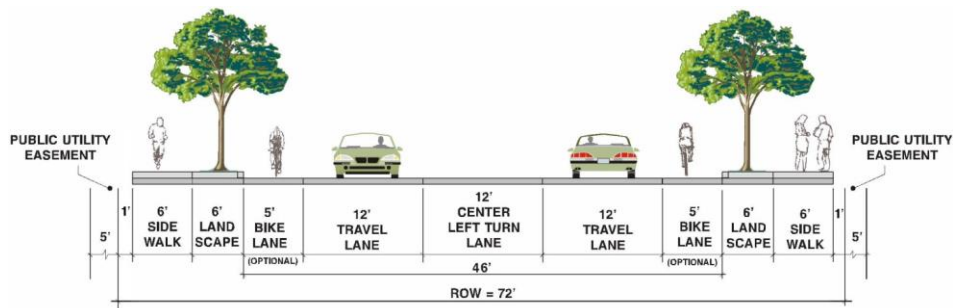 PUBLIC UTILITY
EASEMENT
PUBLIC UTILITY
EASEMENT
5'
1'
6'
SIDE
WALK
6'
LAND
SCAPE
5'
BIKE
LANE
(OPTIONAL)
12'
TRAVEL
LANE
12'
CENTER
LEFT TURN
LANE
12'
TRAVEL
LANE
5'
BIKE
LANE
(OPTIONAL)
6'
LAND
SCAPE
6'
SIDE
WALK
1'
5'
46'
ROW = 72'